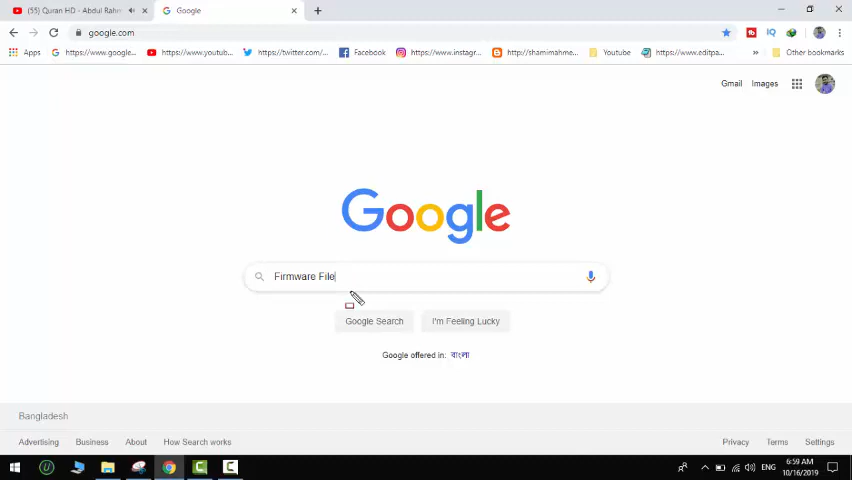 (55) Quran HD - Abdul Rahm
Google
google.com
Apps
https://www.google...
https://www.youtub...
https://twitter.com/...
Facebook
https://www.instagr...
http://shamimahme...
Youtube
https://www.editpa...
»
Other bookmarks
Gmail
Images
Google
Firmware File
Google Search
I'm Feeling Lucky
Google offered in: বাংলা
Bangladesh
Advertising
Business
About
How Search works
Privacy
Terms
Settings
ENG
6:59 AM
10/16/2019